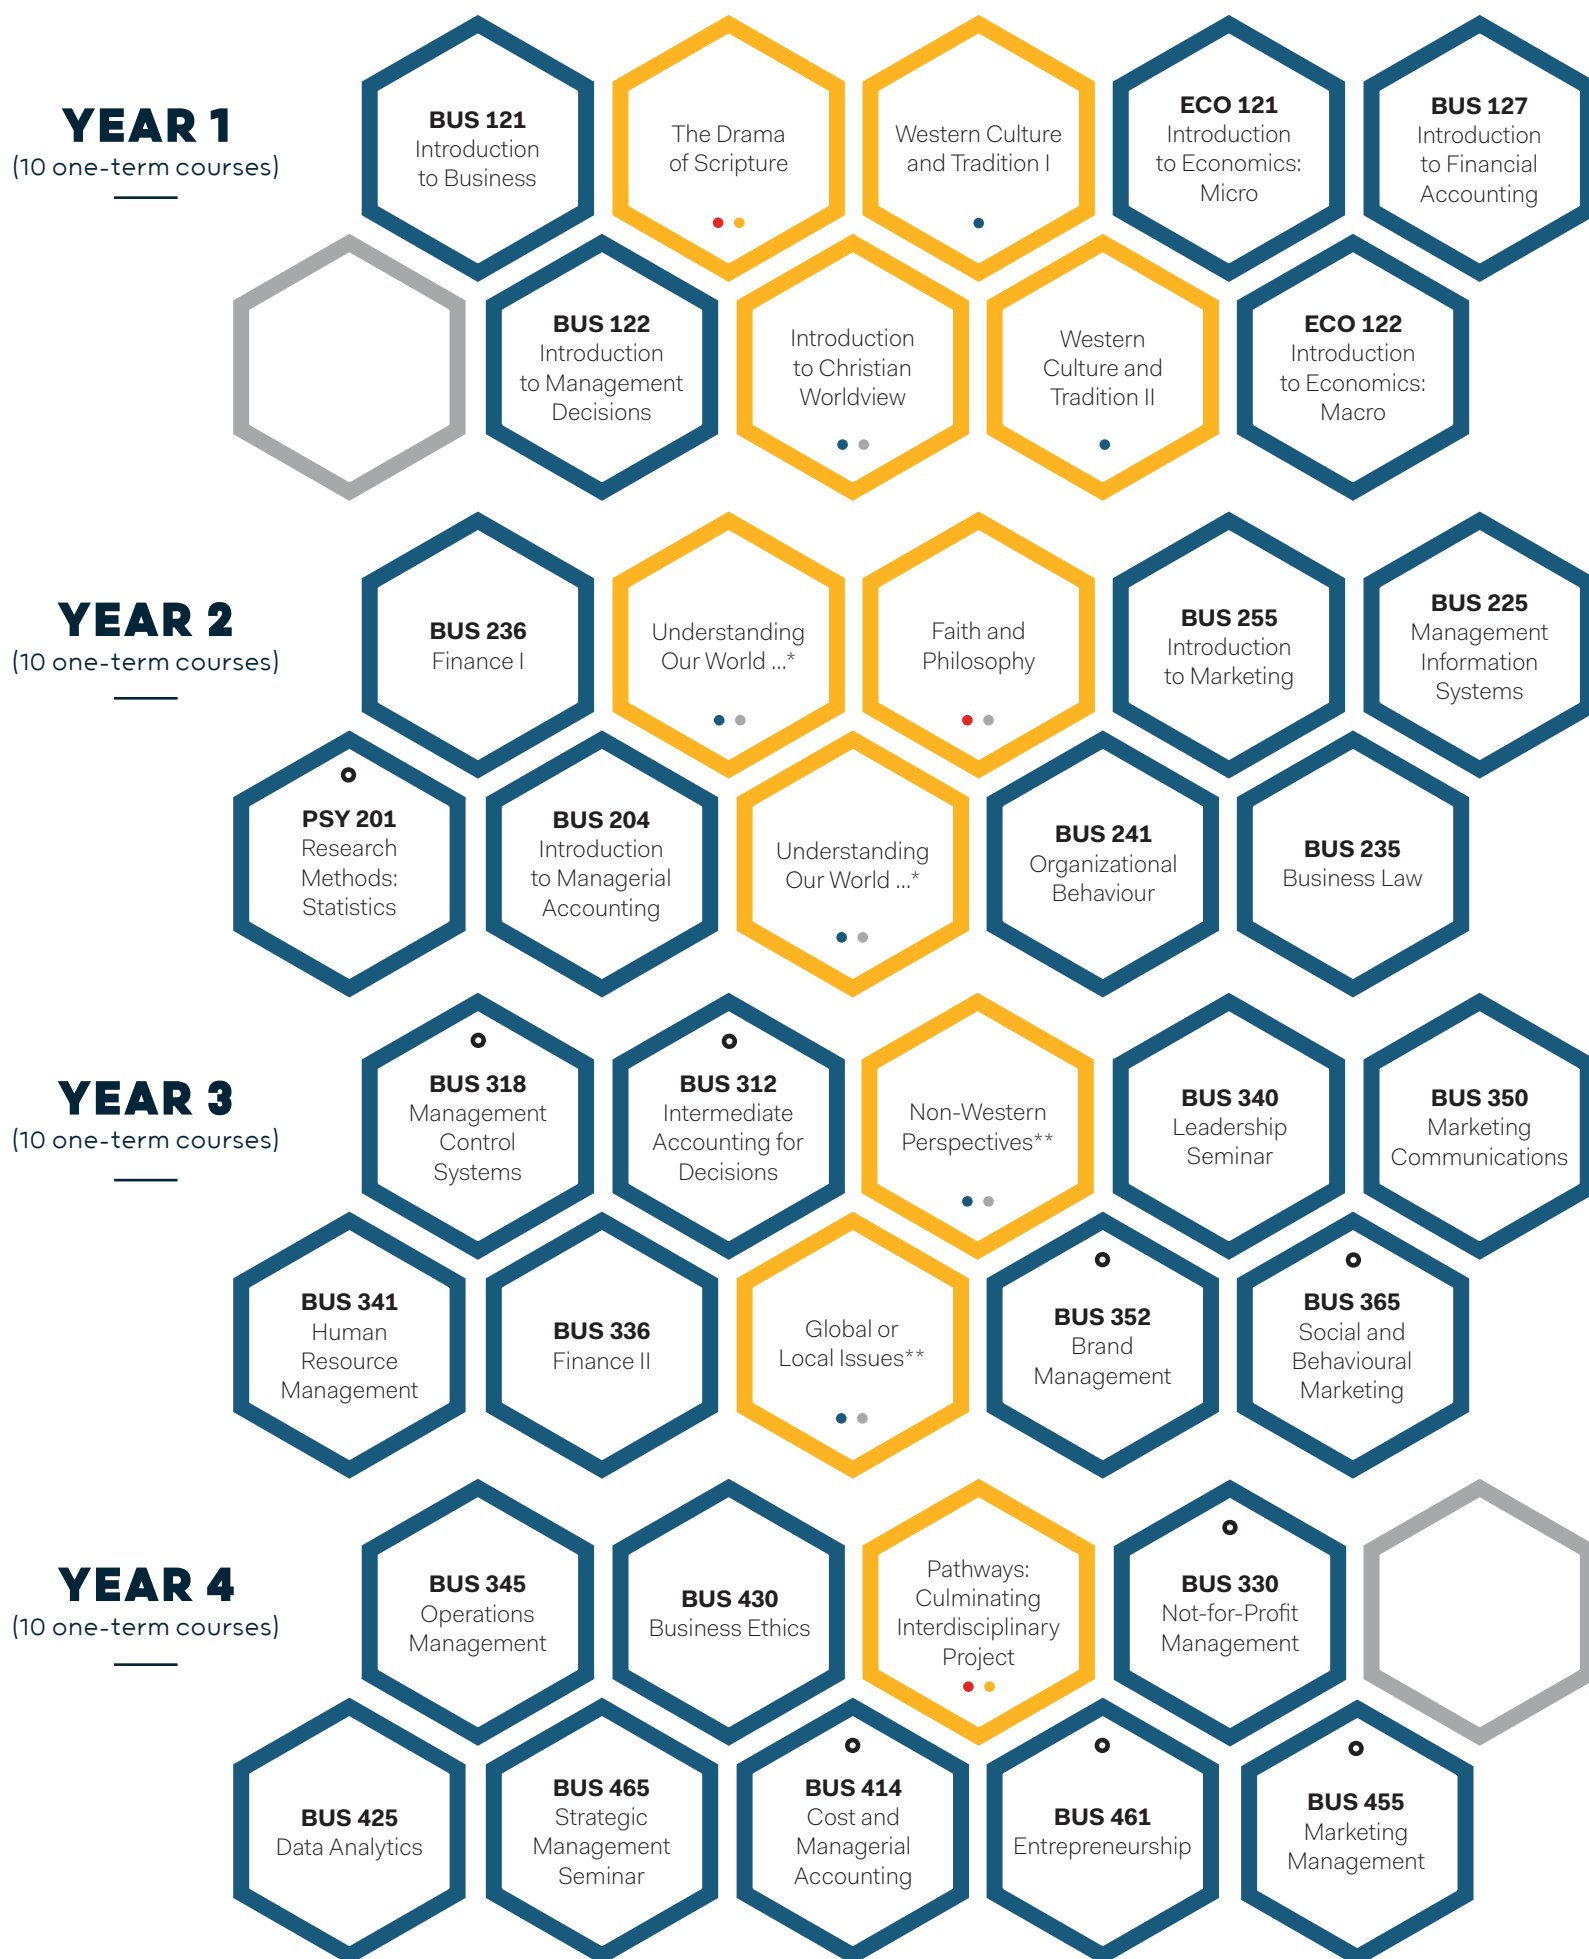 YEAR 1
(10 one-term courses)
BUS 121
Introduction
to Business
The Drama
of Scripture
Western Culture
and Tradition I
ECO 121
Introduction
to Economics:
Micro
BUS 127
Introduction
to Financial
Accounting
BUS 122
Introduction
to Management
Decisions
Introduction
to Christian
Worldview
Western
Culture and
Tradition II
ECO 122
Introduction
to Economics:
Macro
YEAR 2
(10 one-term courses)
BUS 236
Finance I
Understanding
Our World ...*
Faith and
Philosophy
BUS 255
Introduction
to Marketing
BUS 225
Management
Information
Systems
PSY 201
Research
Methods:
Statistics
BUS 204
Introduction
to Managerial
Accounting
Understanding
Our World ...*
BUS 241
Organizational
Behaviour
BUS 235
Business Law
YEAR 3
(10 one-term courses)
BUS 318
Management
Control
Systems
BUS 312
Intermediate
Accounting for
Decisions
Non-Western
Perspectives**
BUS 340
Leadership
Seminar
BUS 350
Marketing
Communications
BUS 341
Human
Resource
Management
BUS 336
Finance II
Global or
Local Issues**
BUS 352
Brand
Management
BUS 365
Social and
Behavioural
Marketing
YEAR 4
(10 one-term courses)
BUS 345
Operations
Management
BUS 430
Business Ethics
Pathways:
Culminating
Interdisciplinary
Project
BUS 330
Not-for-Profit
Management
BUS 425
Data Analytics
BUS 465
Strategic
Management
Seminar
BUS 414
Cost and
Managerial
Accounting
BUS 461
Entrepreneurship
BUS 455
Marketing
Management